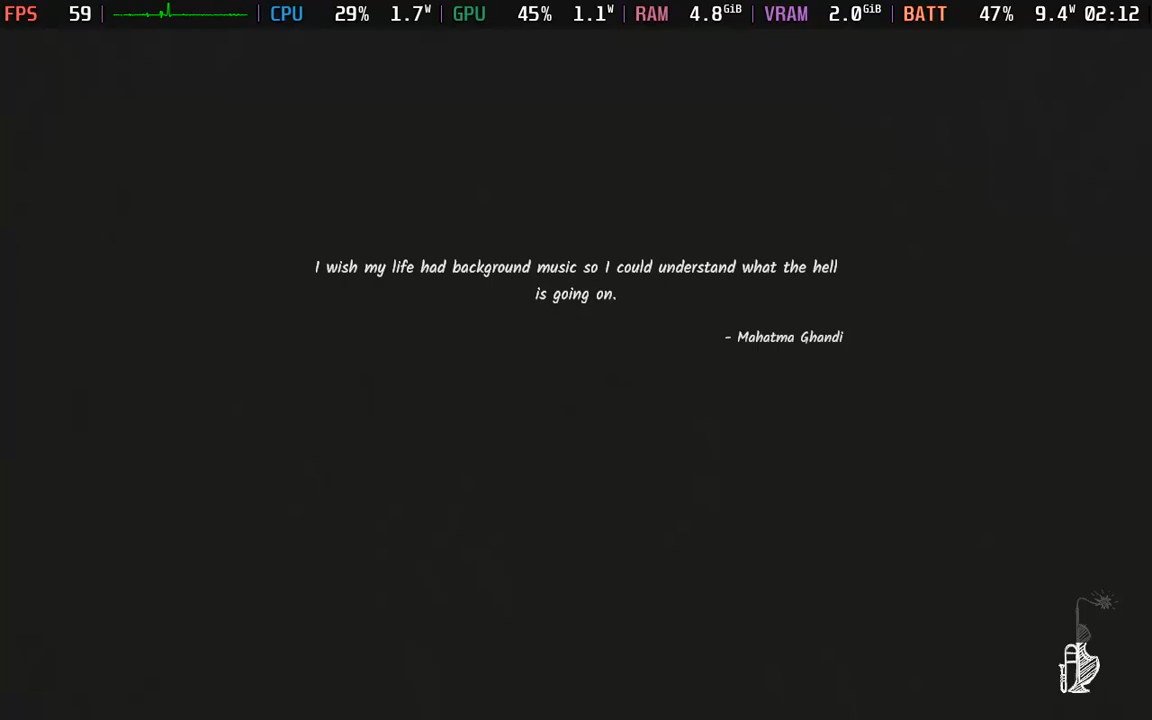 FPS 59 CPU 29% 1.7W GPU 45% 1.1W RAM 4.8GiB VRAM 2.0GiB BATT 47% 9.4W 02:12
I wish my life had background music so I could understand what the hell
is going on.
- Mahatma Ghandi